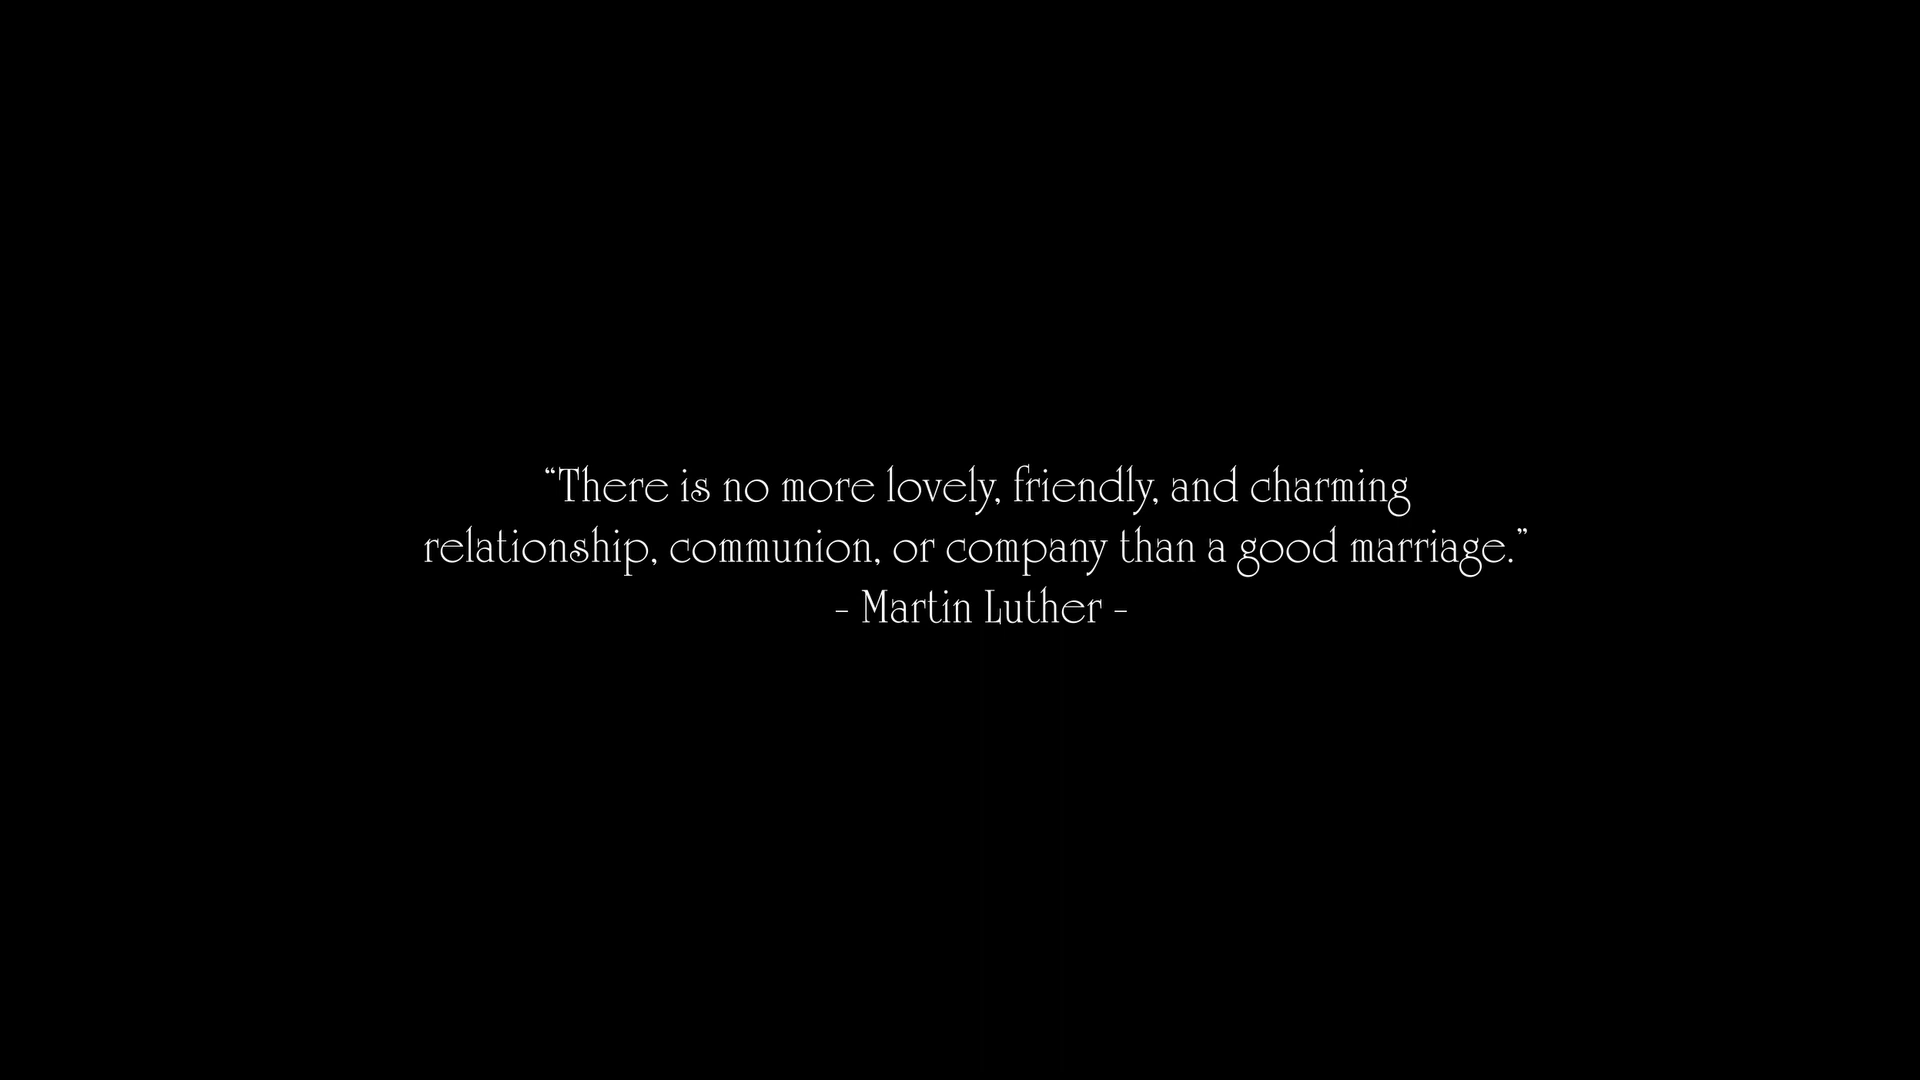 “There is no more lovely, friendly, and charming
relationship, communion, or company than a good marriage.”
- Martin Luther -